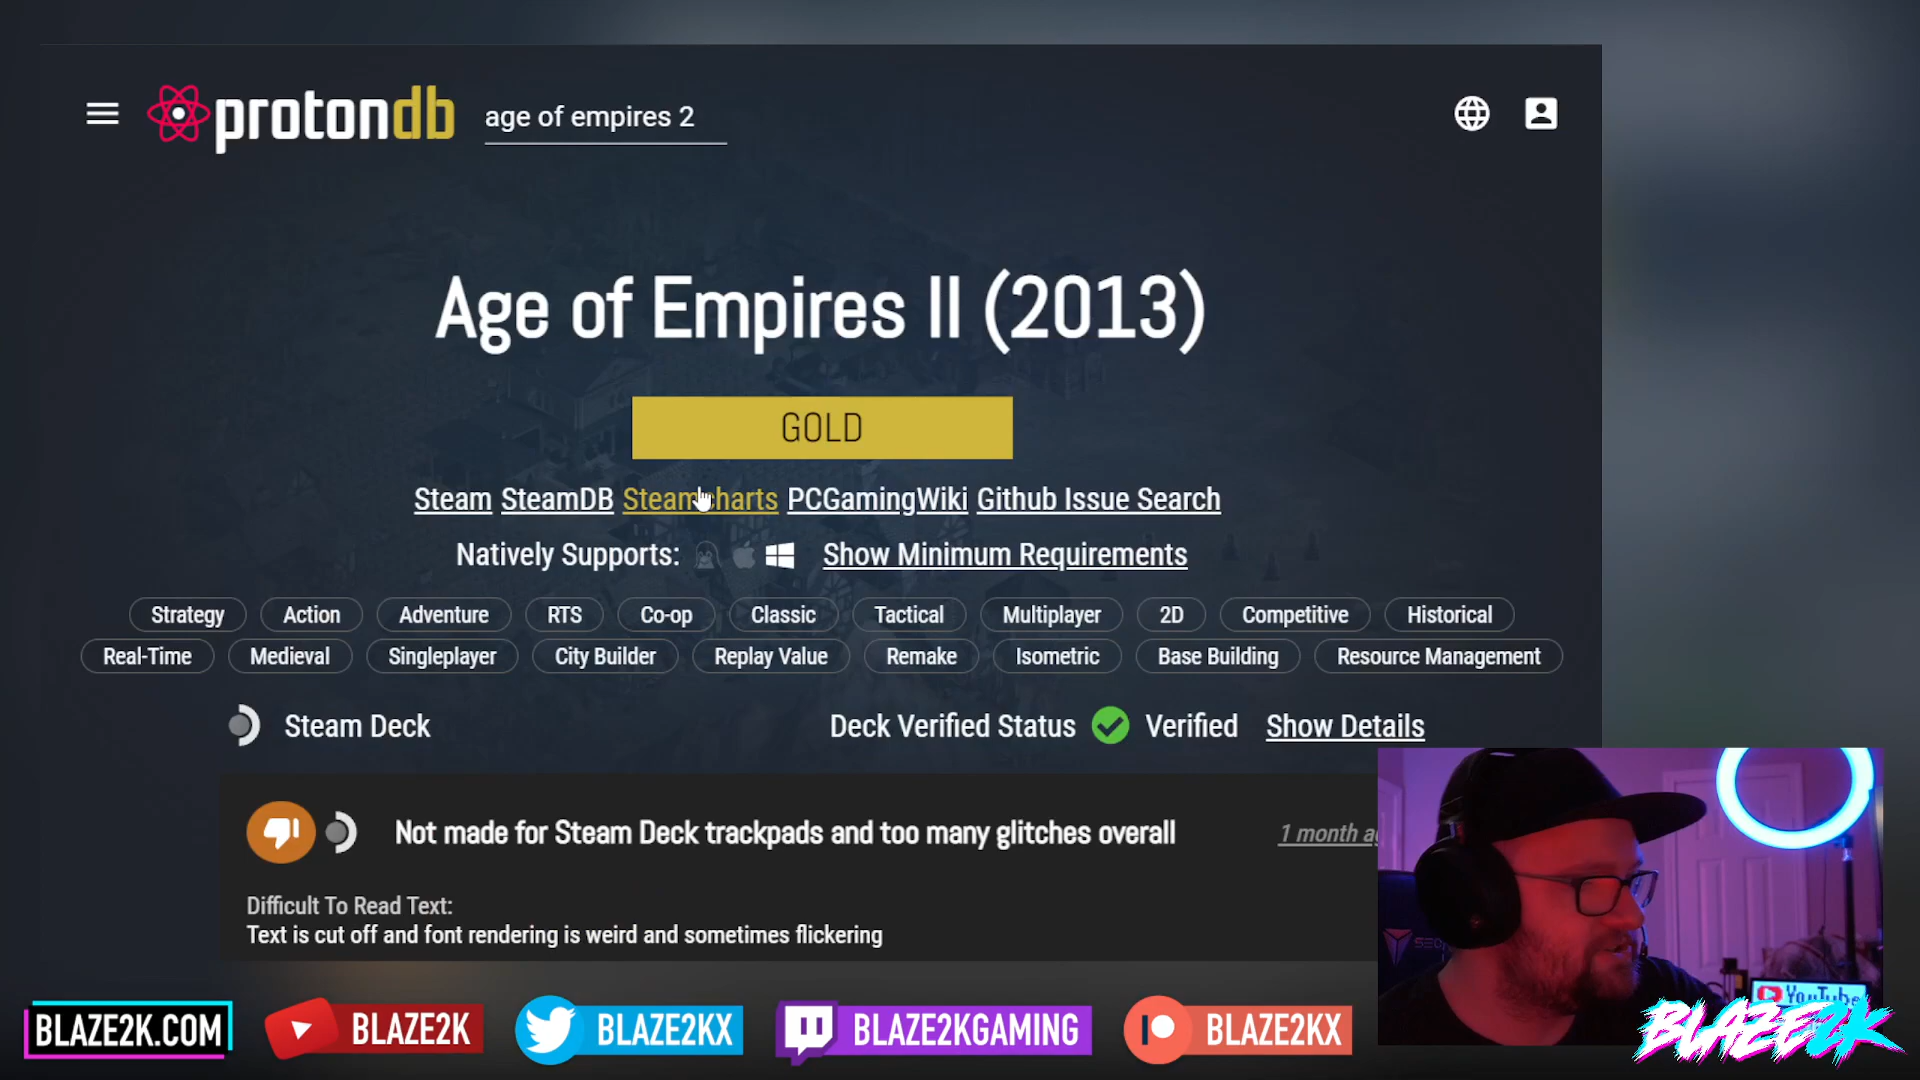 protondb
age of empires 2
Age of Empires II (2013)
GOLD
Steam SteamDB Steamcharts PCGamingWiki Github Issue Search
Natively Supports: Show Minimum Requirements
Strategy Action Adventure RTS Co-op Classic Tactical Multiplayer 2D Competitive Historical
Real-Time Medieval Singleplayer City Builder Replay Value Remake Isometric Base Building Resource Management
Steam Deck Deck Verified Status Verified Show Details
Not made for Steam Deck trackpads and too many glitches overall 1 month
Difficult To Read Text:
Text is cut off and font rendering is weird and sometimes flickering
YouTube
BLAZE2K.COM BLAZE2K BLAZE2KX BLAZE2KGAMING BLAZE2KX BLAZE2K